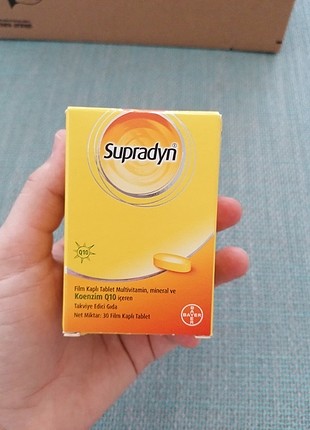 Supradyn®
Q10
Film Kaplı Tablet Multivitamin, mineral ve
Koenzim Q10 içeren
Takviye Edici Gıda
Net Miktar: 30 Film Kaplı Tablet
BAYER